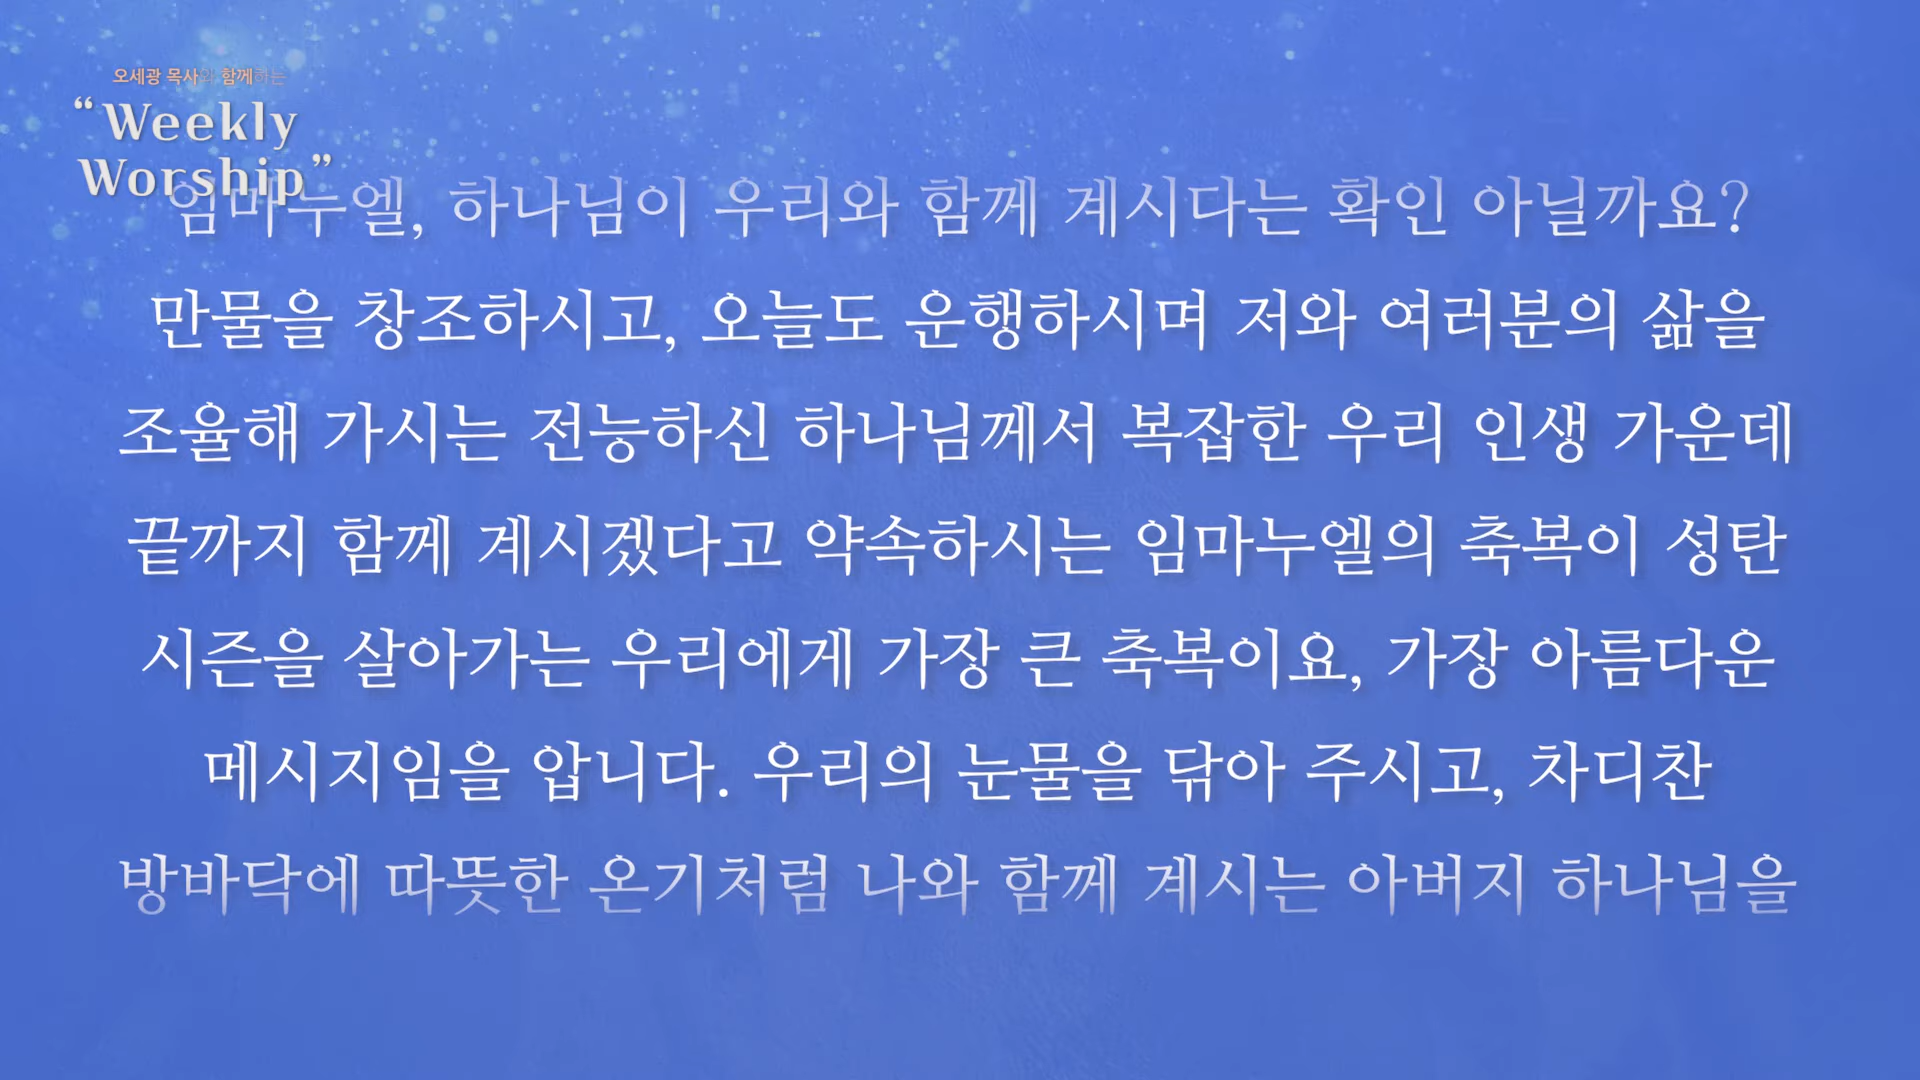 오세광 목사와 함께하는
“Weekly
Worship”
임마누엘, 하나님이 우리와 함께 계시다는 확인 아닐까요?
만물을 창조하시고, 오늘도 운행하시며 저와 여러분의 삶을
조율해 가시는 전능하신 하나님께서 복잡한 우리 인생 가운데
끝까지 함께 계시겠다고 약속하시는 임마누엘의 축복이 성탄
시즌을 살아가는 우리에게 가장 큰 축복이요, 가장 아름다운
메시지임을 압니다. 우리의 눈물을 닦아 주시고, 차디찬
방바닥에 따뜻한 온기처럼 나와 함께 계시는 아버지 하나님을